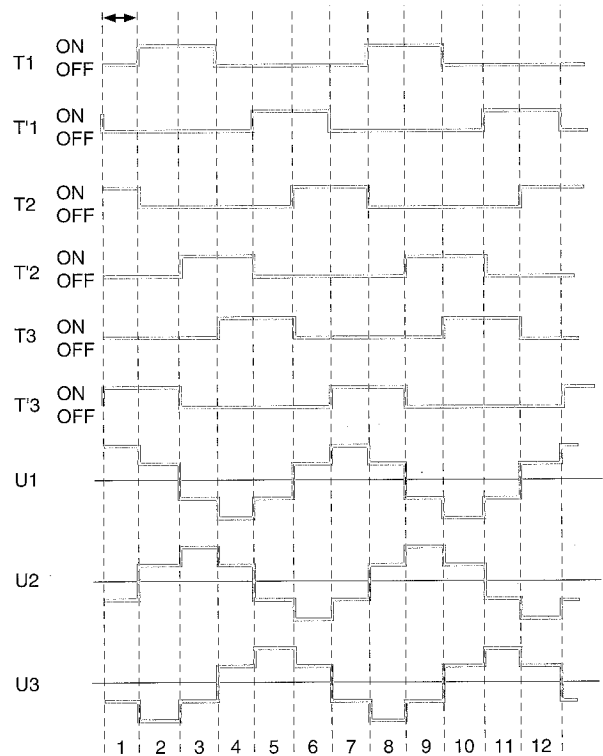 T1 ON
OFF
T'1 ON
OFF
T2 ON
OFF
T'2 ON
OFF
T3 ON
OFF
T'3 ON
OFF
U1
U2
U3
1 2 3 4 5 6 7 8 9 10 11 12